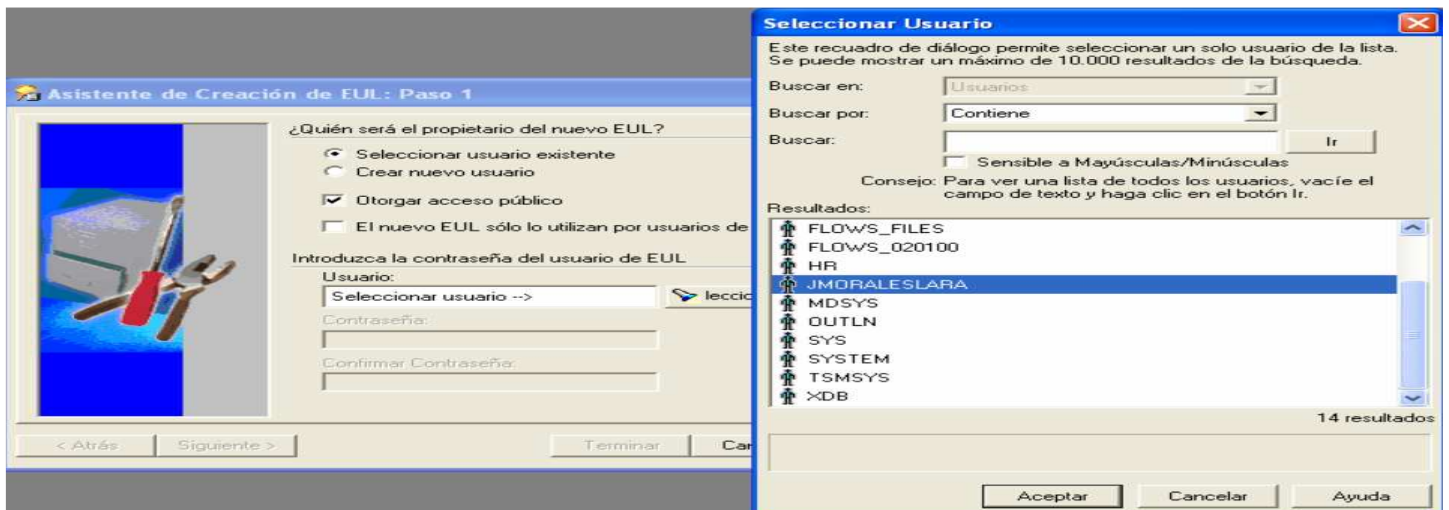 Asistente de Creación de EUL: Paso 1
¿Quién será el propietario del nuevo EUL?
Seleccionar usuario existente
Crear nuevo usuario
Otorgar acceso público
El nuevo EUL sólo lo utilizan por usuarios de
Introduzca la contraseña del usuario de EUL
Usuario:
Seleccionar usuario -->
Contraseña:
Confirmar Contraseña:
< Atrás
Siguiente >
Terminar
Seleccionar Usuario
Este recuadro de diálogo permite seleccionar un solo usuario de la lista.
Se puede mostrar un máximo de 10.000 resultados de la búsqueda.
Buscar en:
Usuarios
Buscar por:
Contiene
Buscar:
Ir
Sensible a Mayúsculas/Minúsculas
Consejo: Para ver una lista de todos los usuarios, vacíe el
campo de texto y haga clic en el botón Ir.
Resultados:
FLOWS_FILES
FLOWS_020100
HR
JMORALESLARA
MDSYS
OUTLN
SYS
SYSTEM
TSMSYS
XDB
14 resultados
Aceptar
Cancelar
Ayuda